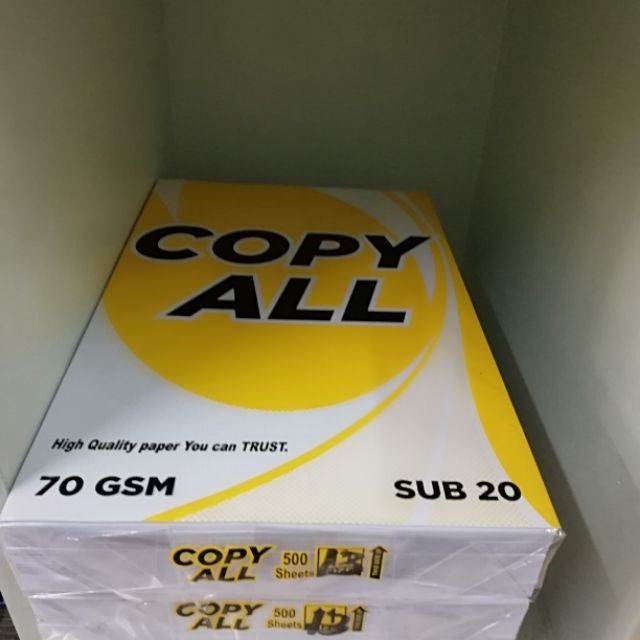 COPY
ALL
High Quality paper You can TRUST.
70 GSM
SUB 20
COPY
ALL
500
Sheets
COPY
ALL
500
Sheets